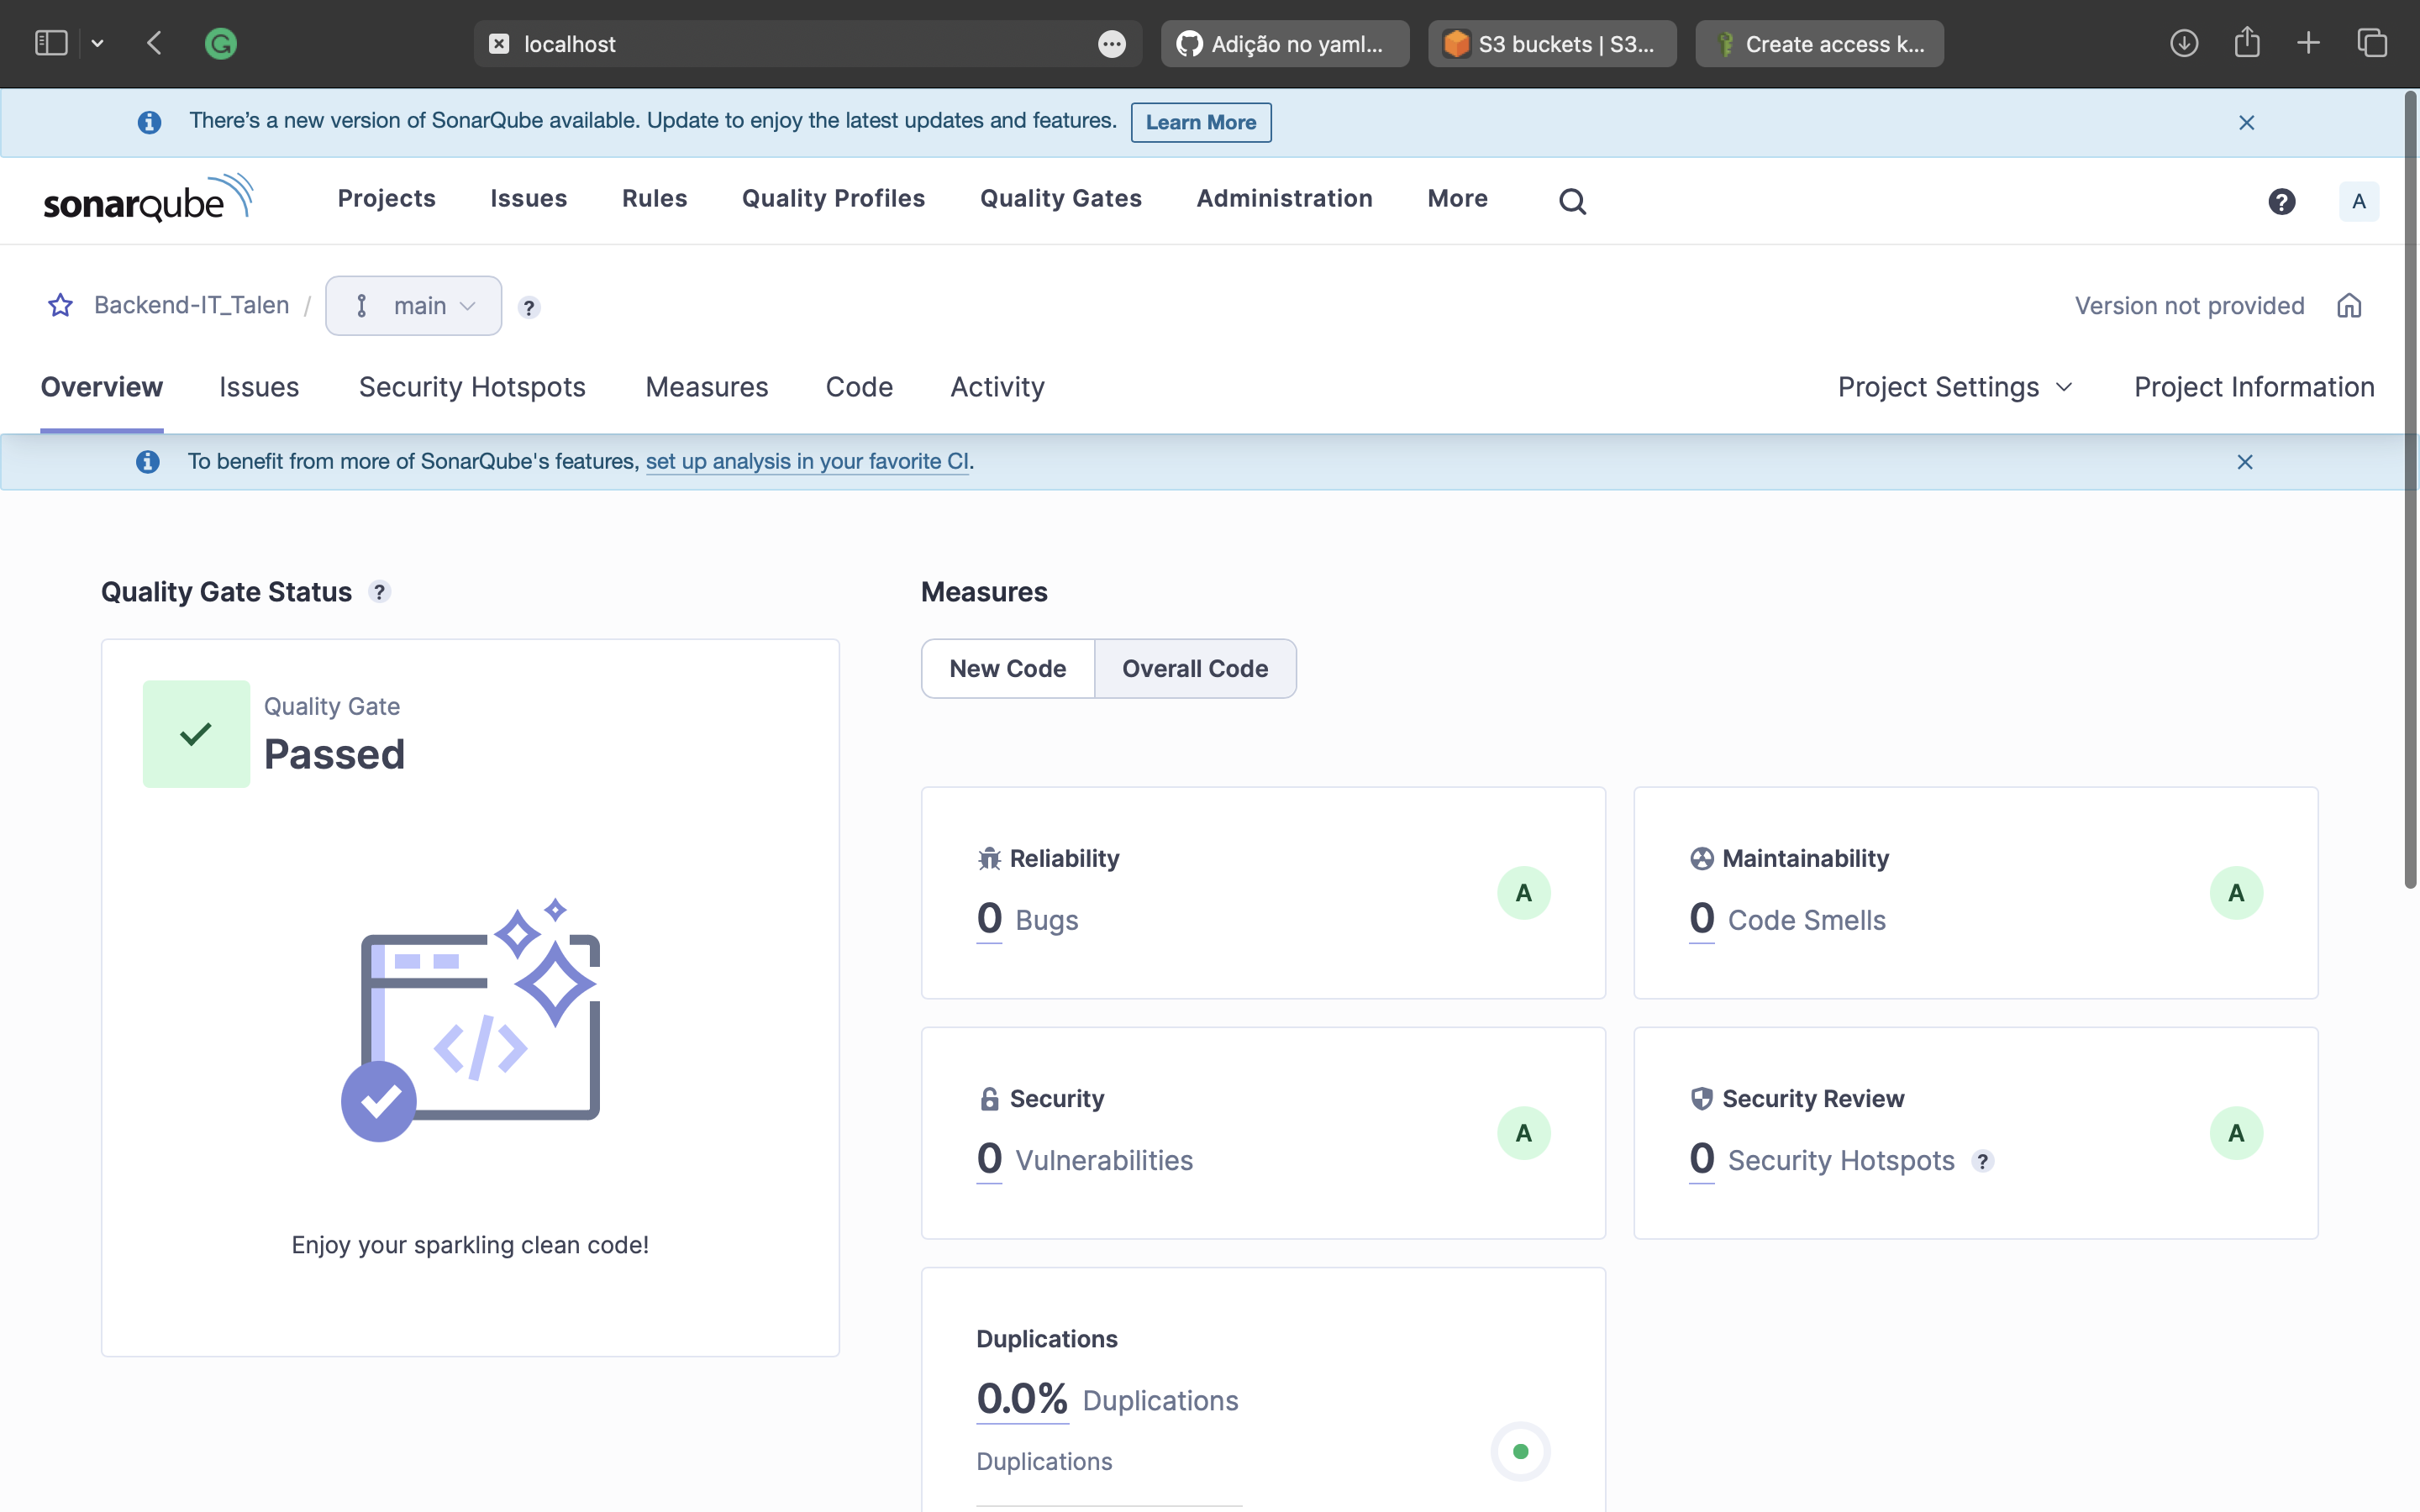 localhost
Adição no yaml...
S3 buckets | S3...
Create access k...
There's a new version of SonarQube available. Update to enjoy the latest updates and features. Learn More
sonarqube
Projects Issues Rules Quality Profiles Quality Gates Administration More
? A
Backend-IT_Talen / main ?
Version not provided
Overview Issues Security Hotspots Measures Code Activity
Project Settings Project Information
To benefit from more of SonarQube's features, set up analysis in your favorite CI.
Quality Gate Status ?
Quality Gate
Passed
</>
Enjoy your sparkling clean code!
Measures
New Code Overall Code
Reliability
0 Bugs
A
Maintainability
0 Code Smells
A
Security
0 Vulnerabilities
A
Security Review
0 Security Hotspots ?
A
Duplications
0.0% Duplications
Duplications